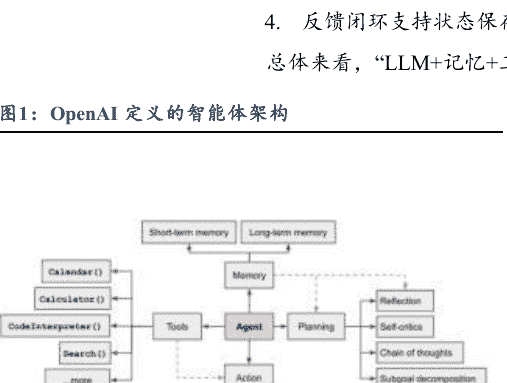 4. 反馈闭环支持状态保存
总体来看，“LLM+记忆+工
图1：OpenAI 定义的智能体架构
Short-term memory
Long-term memory
Calendar()
Memory
Calculator()
Reflection
CodeInterpreter()
Tools
Agent
Planning
Self-critics
Search()
Chain of thoughts
...more
Action
Subgoal decomposition